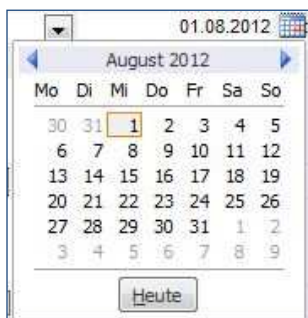 01.08.2012
August 2012
Mo Di Mi Do Fr Sa So
30 31 1 2 3 4 5
6 7 8 9 10 11 12
13 14 15 16 17 18 19
20 21 22 23 24 25 26
27 28 29 30 31 1 2
3 4 5 6 7 8 9
Heute